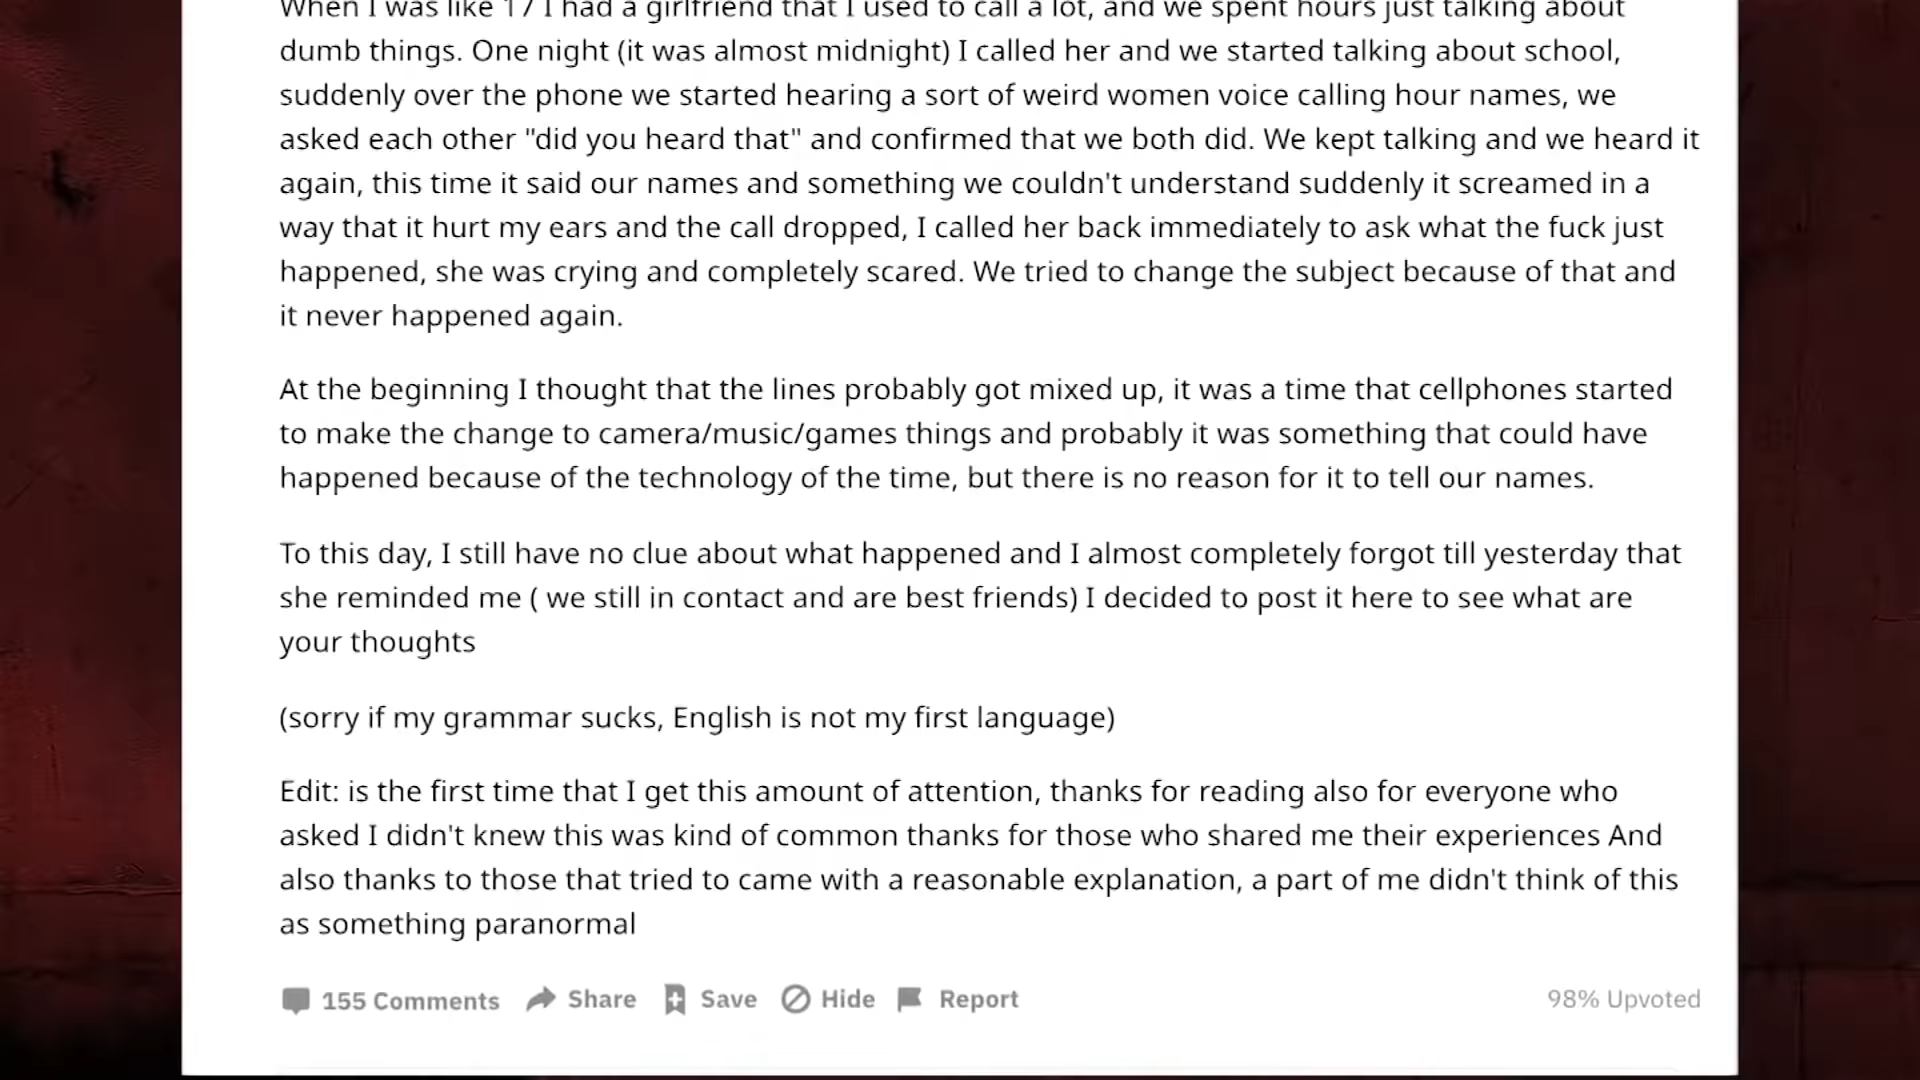 When I was like 17 I had a girlfriend that I used to call a lot, and we spent hours just talking about
dumb things. One night (it was almost midnight) I called her and we started talking about school,
suddenly over the phone we started hearing a sort of weird women voice calling hour names, we
asked each other "did you heard that" and confirmed that we both did. We kept talking and we heard it
again, this time it said our names and something we couldn't understand suddenly it screamed in a
way that it hurt my ears and the call dropped, I called her back immediately to ask what the fuck just
happened, she was crying and completely scared. We tried to change the subject because of that and
it never happened again.
At the beginning I thought that the lines probably got mixed up, it was a time that cellphones started
to make the change to camera/music/games things and probably it was something that could have
happened because of the technology of the time, but there is no reason for it to tell our names.
To this day, I still have no clue about what happened and I almost completely forgot till yesterday that
she reminded me ( we still in contact and are best friends) I decided to post it here to see what are
your thoughts
(sorry if my grammar sucks, English is not my first language)
Edit: is the first time that I get this amount of attention, thanks for reading also for everyone who
asked I didn't knew this was kind of common thanks for those who shared me their experiences And
also thanks to those that tried to came with a reasonable explanation, a part of me didn't think of this
as something paranormal
155 Comments Share Save Hide Report 98% Upvoted